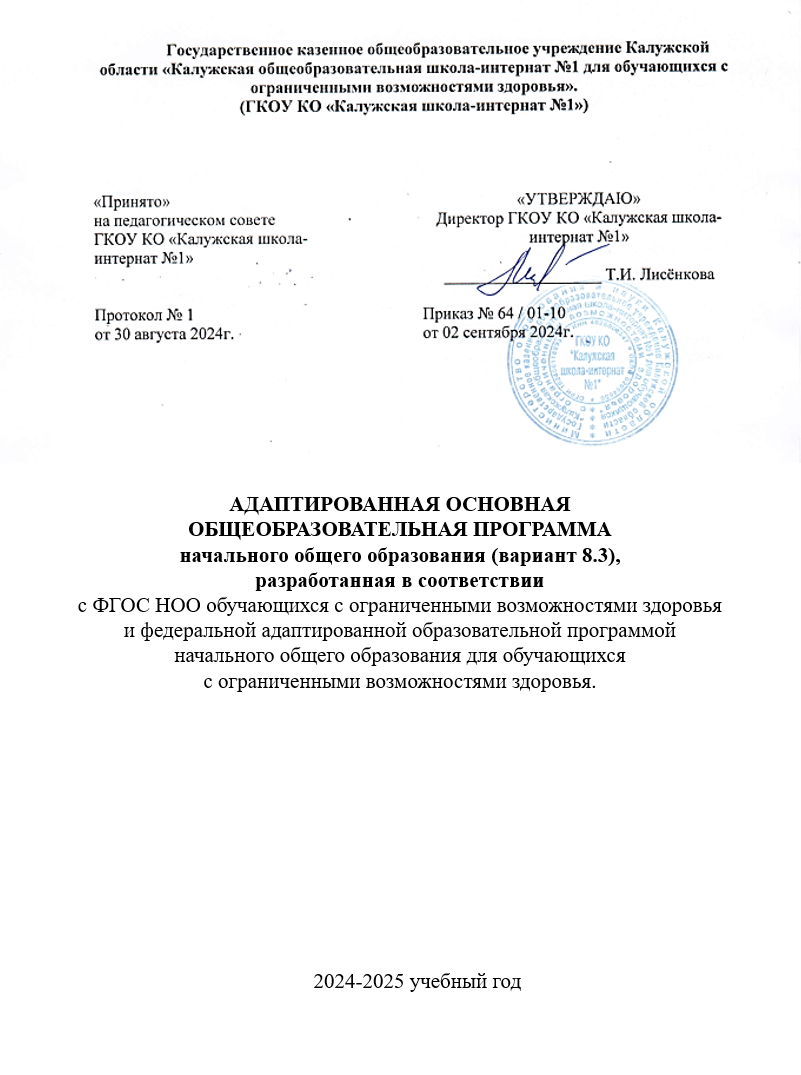 Государственное казенное общеобразовательное учреждение Калужской
области «Калужская общеобразовательная школа-интернат №1 для обучающихся с
ограниченными возможностями здоровья».
(ГКОУ КО «Калужская школа-интернат №1»)
«Принято»
на педагогическом совете
ГКОУ КО «Калужская школа-
интернат №1»
Протокол № 1
от 30 августа 2024г.
«УТВЕРЖДАЮ»
Директор ГКОУ КО «Калужская школа-
интернат №1»
Т.И. Лисёнкова
Приказ № 64 / 01-10
от 02 сентября 2024г.
ГКОУ КО
"Калужская
школа-интернат
№1"
АДАПТИРОВАННАЯ ОСНОВНАЯ
ОБЩЕОБРАЗОВАТЕЛЬНАЯ ПРОГРАММА
начального общего образования (вариант 8.3),
разработанная в соответствии
с ФГОС НОО обучающихся с ограниченными возможностями здоровья
и федеральной адаптированной образовательной программой
начального общего образования для обучающихся
с ограниченными возможностями здоровья.
2024-2025 учебный год